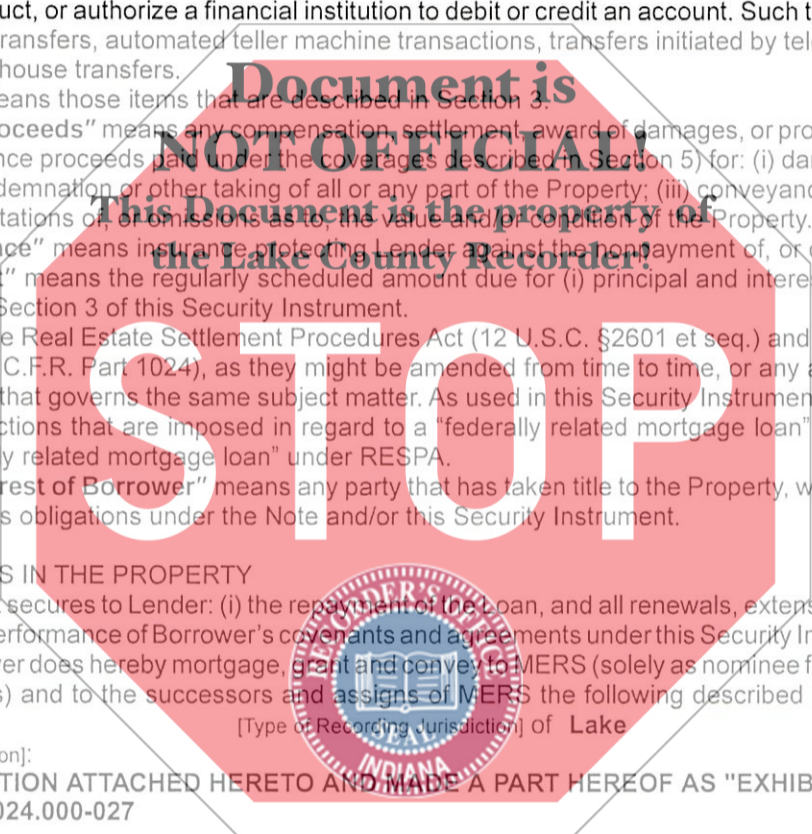 uct, or authorize a financial institution to debit or credit an account. Such t
ransfers, automated teller machine transactions, transfers initiated by tel
house transfers.
Document is
eans those items that are described in Section 3.
oceeds" means any compensation, settlement, award of damages, or pro
NOT OFFICIAL!
nce proceeds paid under the coverages described in Section 5) for: (i) da
demnation or other taking of all or any part of the Property; (iii) conveyan
This Document is the property of
tations of, or omissions as to, the value and/or condition of the Property.
ce" means insurance protecting Lender against the nonpayment of, or
the Lake County Recorder!
" means the regularly scheduled amount due for (i) principal and intere
Section 3 of this Security Instrument.
e Real Estate Settlement Procedures Act (12 U.S.C. §2601 et seq.) and
C.F.R. Part 1024), as they might be amended from time to time, or any a
that governs the same subject matter. As used in this Security Instrumen
STOP
ctions that are imposed in regard to a “federally related mortgage loan”
y related mortgage loan” under RESPA.
rest of Borrower” means any party that has taken title to the Property, w
s obligations under the Note and/or this Security Instrument.
S IN THE PROPERTY
secures to Lender: (i) the repayment of the Loan, and all renewals, extens
erformance of Borrower’s covenants and agreements under this Security In
er does hereby mortgage, grant and convey to MERS (solely as nominee f
s) and to the successors and assigns of MERS the following described
[Type of Recording Jurisdiction] of Lake
RECORDER'S OFFICE
SEAL
INDIANA
on]:
TION ATTACHED HERETO AND MADE A PART HEREOF AS "EXHIB
024.000-027